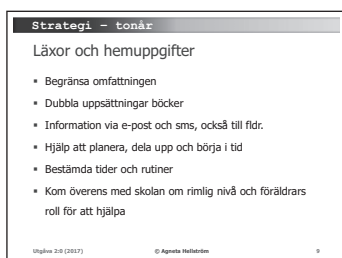 Strategi – tonår
Läxor och hemuppgifter
▪ Begränsa omfattningen
▪ Dubbla uppsättningar böcker
▪ Information via e-post och sms, också till fldr.
▪ Hjälp att planera, dela upp och börja i tid
▪ Bestämda tider och rutiner
▪ Kom överens med skolan om rimlig nivå och föräldrars
roll för att hjälpa
Utgåva 2:0 (2017) © Agneta Hellström 9